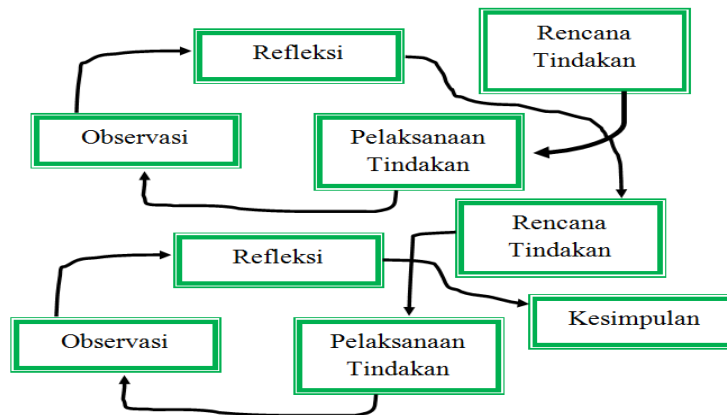 Rencana
Tindakan
Refleksi
Observasi
Pelaksanaan
Tindakan
Rencana
Tindakan
Refleksi
Kesimpulan
Observasi
Pelaksanaan
Tindakan